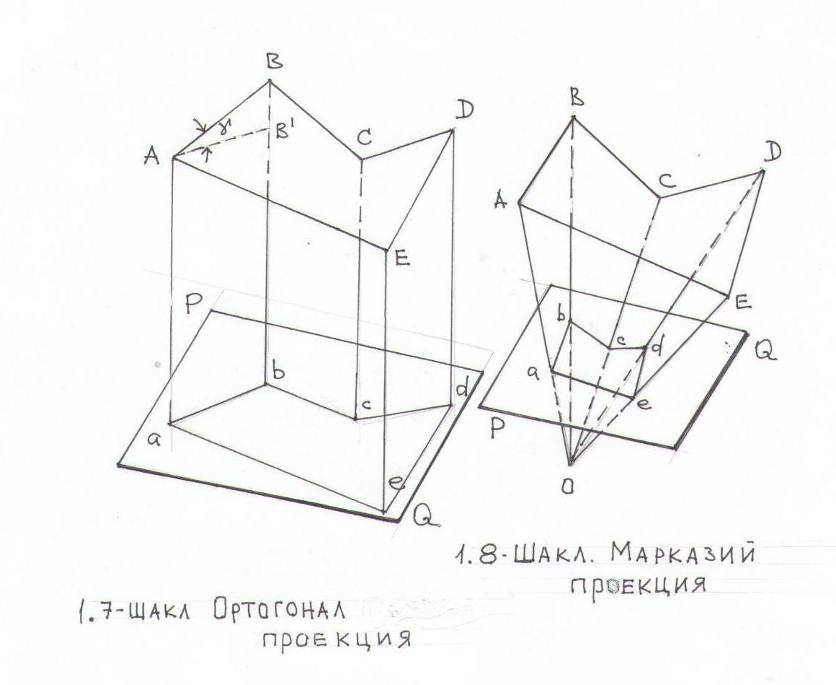 B
γ
B'
A
C
D
E
P
b
a
c
d
e
Q
B
A
C
D
E
b
c
d
a
e
P
Q
O
1.8-Шакл. Марказий
проекция
1.7-шакл Ортогонал
проекция